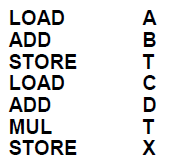 LOAD A
ADD B
STORE T
LOAD C
ADD D
MUL T
STORE X